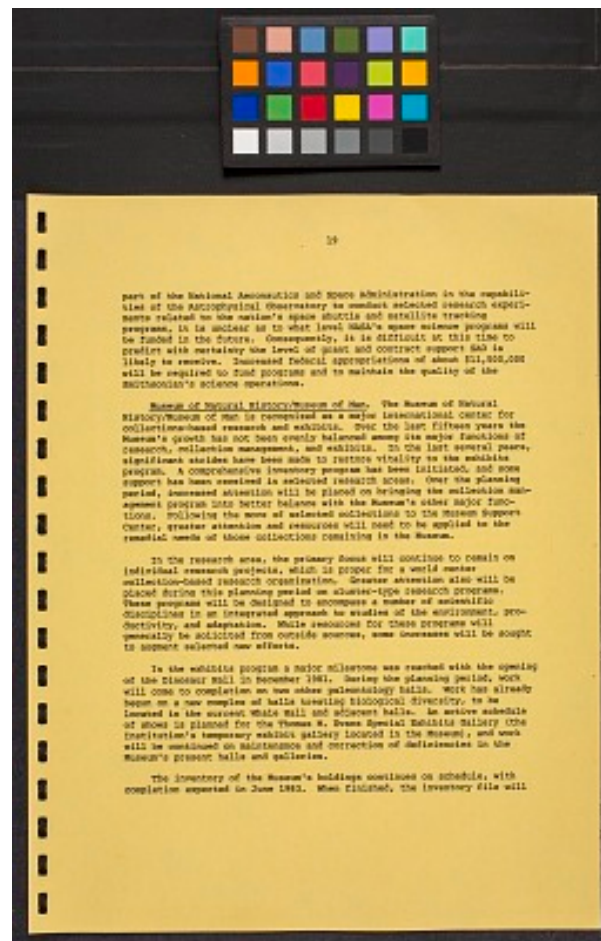 19
part of the National Aeronautics and Space Administration in the capabili-
ties of the Astrophysical Observatory to conduct selected research experi-
ments related to the nation's space shuttle and satellite tracking
programs, it is unclear as to what level NASA's space science programs will
be funded in the future. Consequently, it is difficult at this time to
predict with certainty the level of grant and contract support SAO is
likely to receive. Increased federal appropriations of about $11,500,000
will be required to fund programs and to maintain the quality of the
Smithsonian's science operations.
Museum of Natural History/Museum of Man. The Museum of Natural
History/Museum of Man is recognized as a major international center for
collections-based research and exhibits. Over the last fifteen years the
Museum's growth has not been evenly balanced among its major functions of
research, collection management, and exhibits. In the last several years,
significant strides have been made to restore vitality to the exhibits
program. A comprehensive inventory program has been initiated, and some
support has been received in selected research areas. Over the planning
period, increased attention will be placed on bringing the collection man-
agement program into better balance with the Museum's other major func-
tions. Following the move of selected collections to the Museum Support
Center, greater attention and resources will need to be applied to the
remedial needs of those collections remaining in the Museum.
In the research area, the primary focus will continue to remain on
individual research projects, which is proper for a world center
collection-based research organization. Greater attention also will be
placed during this planning period on cluster-type research programs.
These programs will be designed to encompass a number of scientific
disciplines in an integrated approach to studies of the environment, pro-
ductivity, and adaptation. While resources for these programs will
generally be solicited from outside sources, some increases will be sought
to augment selected new efforts.
In the exhibits program a major milestone was reached with the opening
of the Dinosaur Hall in December 1981. During the planning period, work
will come to completion on two other paleontology halls. Work has already
begun on a new complex of halls treating biological diversity, to be
located in the current Whale Hall and adjacent halls. An active schedule
of shows is planned for the Thomas M. Evans Special Exhibits Gallery (the
Institution's temporary exhibit gallery located in the Museum), and work
will be continued on maintenance and correction of deficiencies in the
Museum's present halls and galleries.
The inventory of the Museum's holdings continues on schedule, with
completion expected in June 1983. When finished, the inventory file will